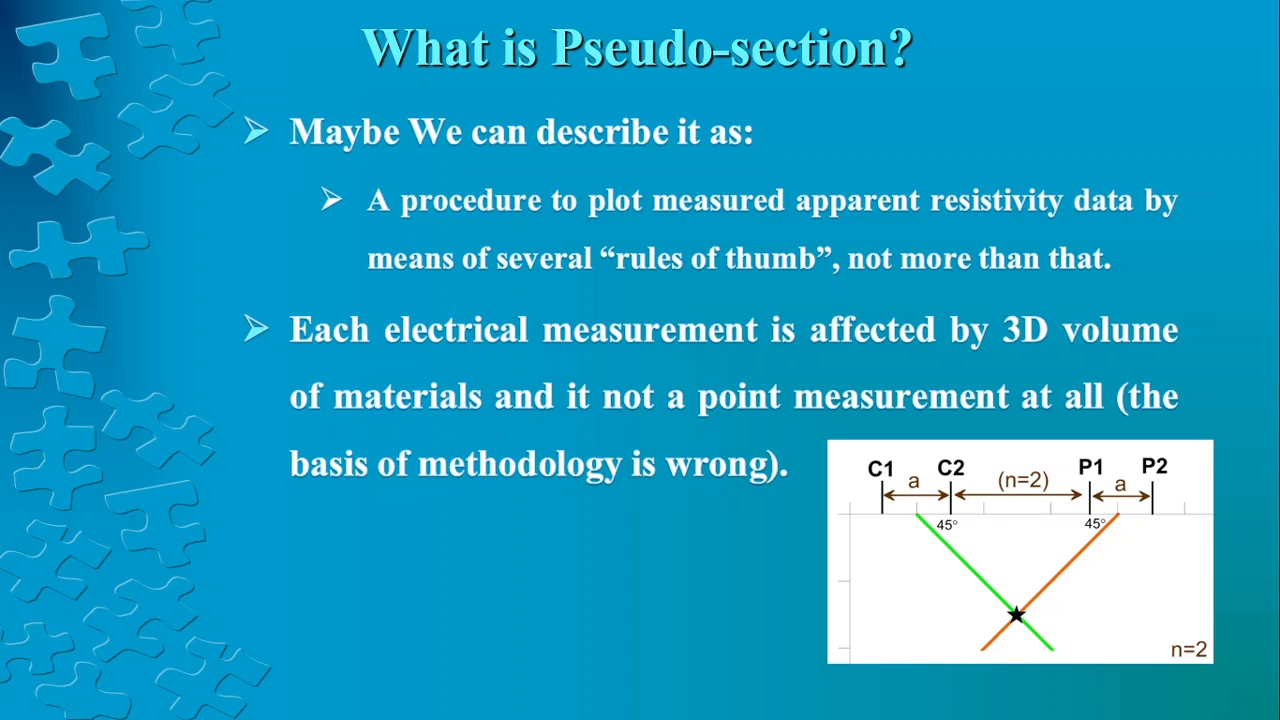 What is Pseudo-section?
Maybe We can describe it as:
A procedure to plot measured apparent resistivity data by
means of several “rules of thumb”, not more than that.
Each electrical measurement is affected by 3D volume
of materials and it not a point measurement at all (the
basis of methodology is wrong).
C1 C2 P1 P2
a (n=2) a
45° 45°
n=2